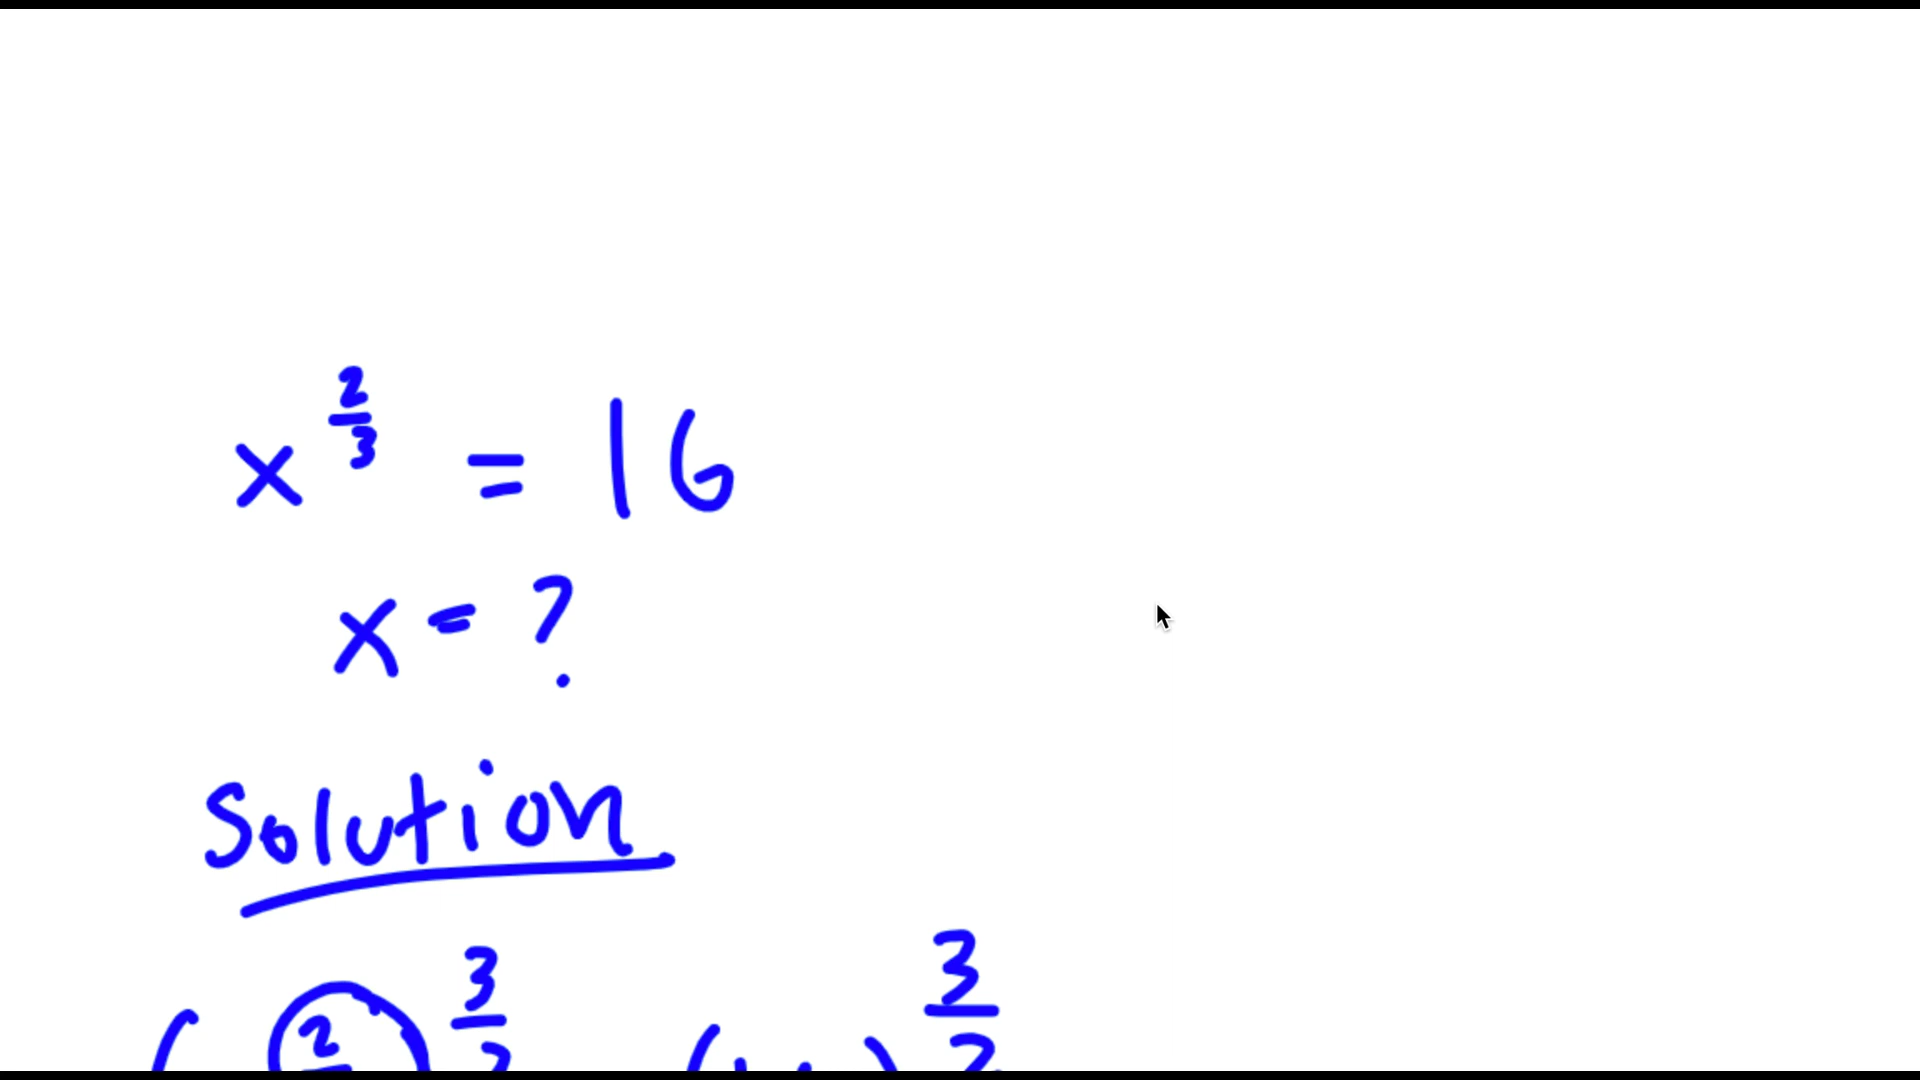 x^(2/3) = 16
x = ?
Solution